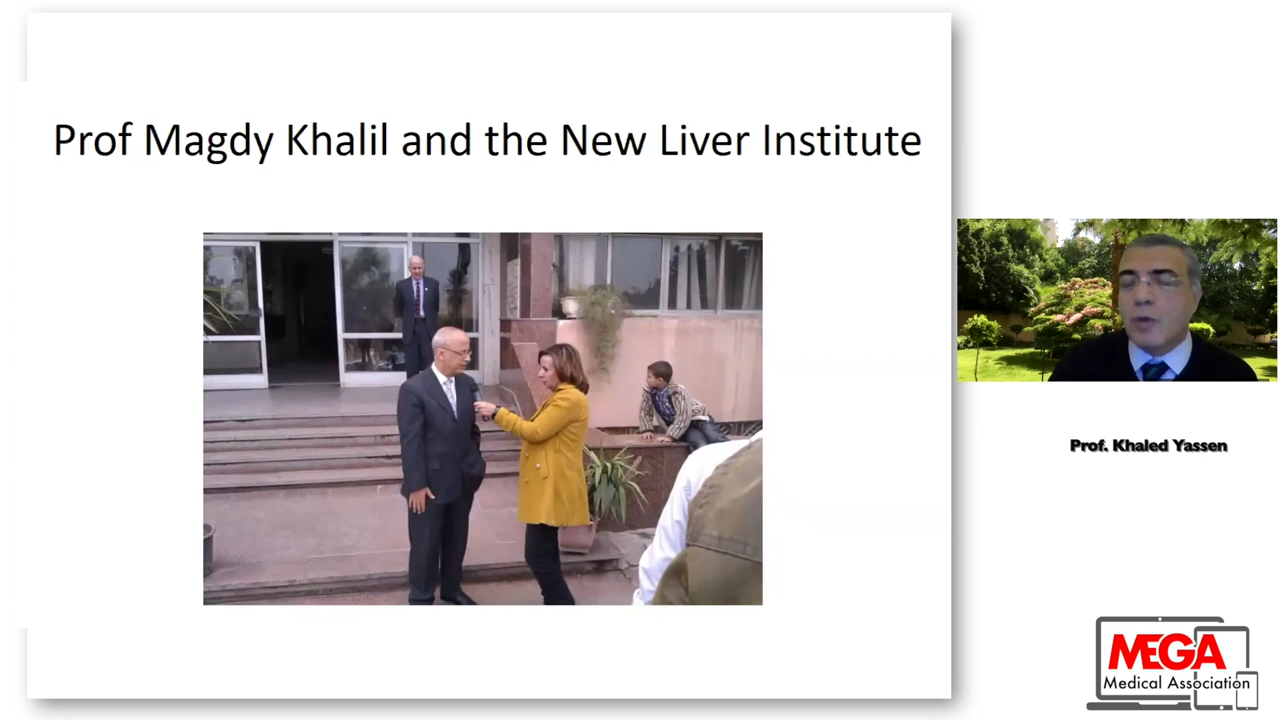 Prof Magdy Khalil and the New Liver Institute
Prof. Khaled Yassen
MEGA
Medical Association